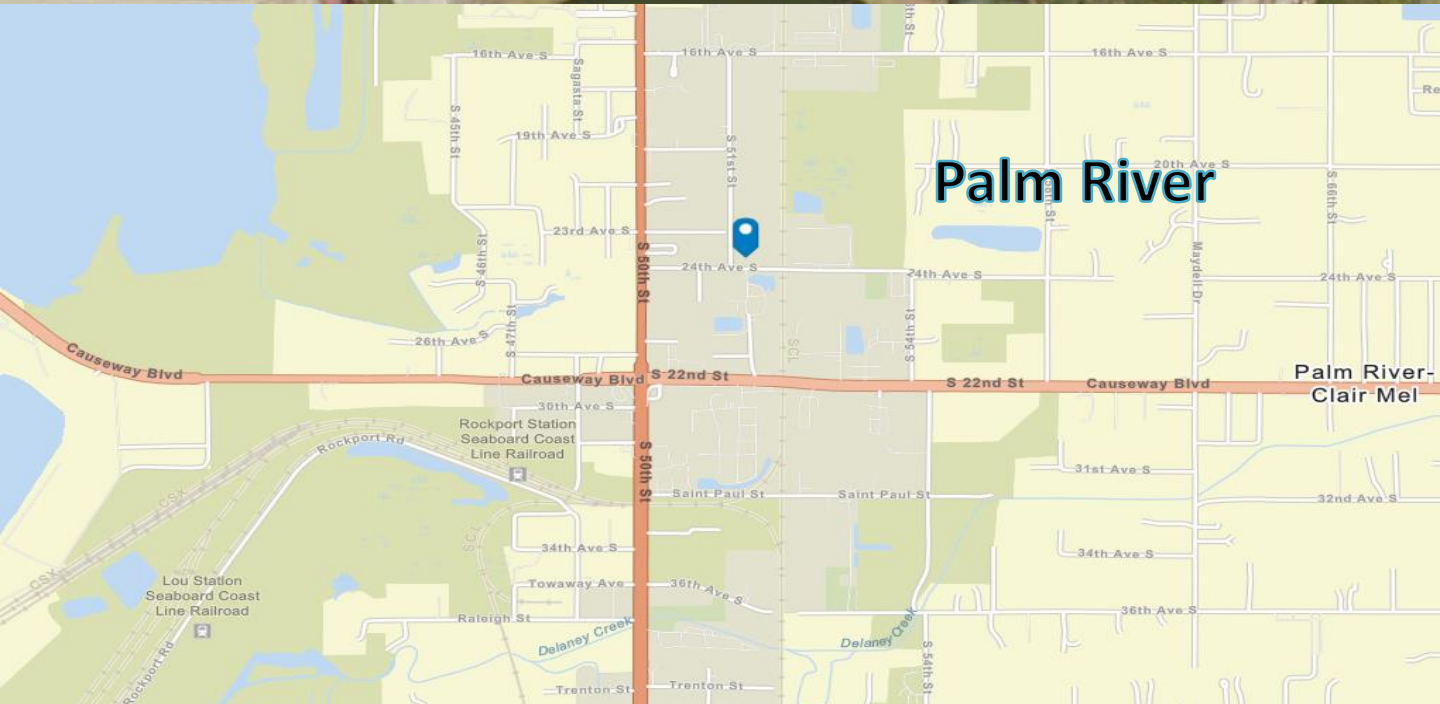 16th Ave S
16th Ave S
16th Ave S
Sagasta St
S 45th St
19th Ave S
S 51st St
20th Ave S
Palm River
S 66th St
23rd Ave S
S 46th St
S 50th St
24th Ave S
24th Ave S
24th Ave S
Maydell Dr
S 47th St
26th Ave S
S 54th St
SCL
Causeway Blvd
Causeway Blvd
S 22nd St
S 22nd St
Causeway Blvd
Palm River-
Clair Mel
30th Ave S
Rockport Station
Seaboard Coast
Line Railroad
Rockport Rd
S 50th St
31st Ave S
CSX
Saint Paul St
Saint Paul St
32nd Ave S
SCL
34th Ave S
34th Ave S
CSX
Lou Station
Seaboard Coast
Line Railroad
Towaway Ave
36th Ave S
36th Ave S
Raleigh St
Delaney Creek
Delaney Creek
S 54th St
Rockport Rd
Trenton St
Trenton St